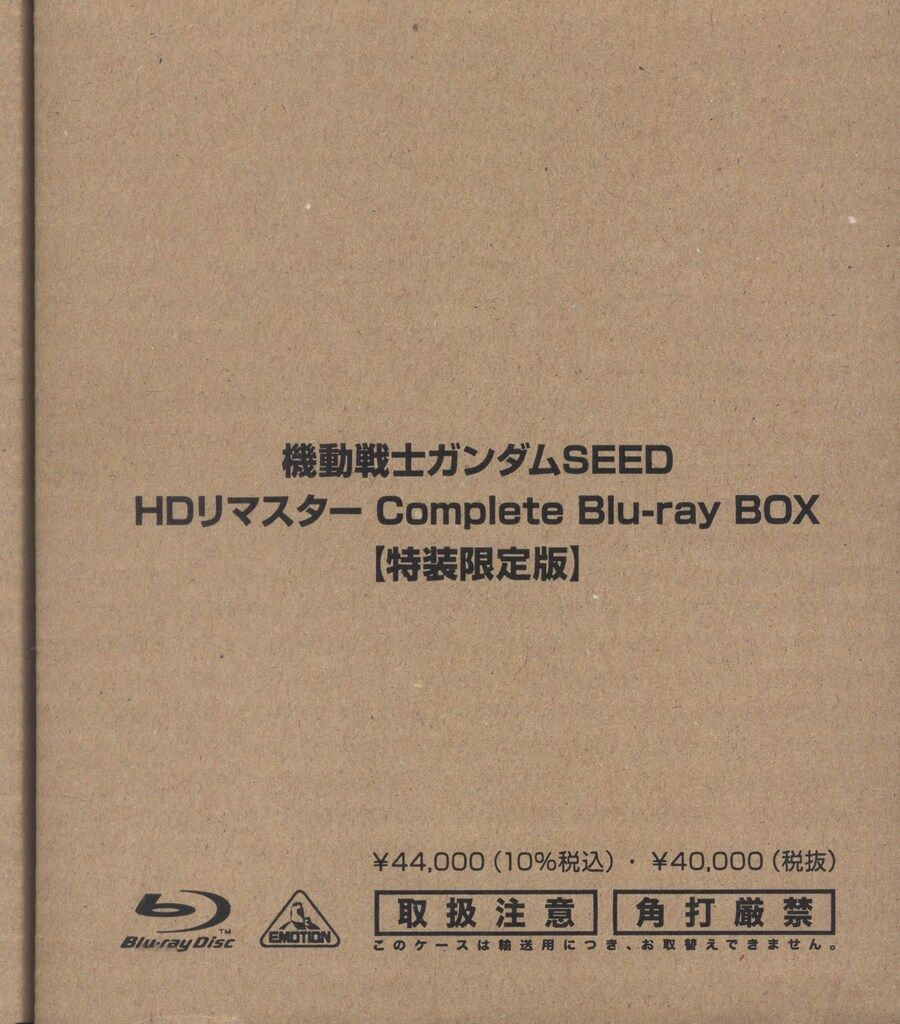 機動戦士ガンダムSEED
HDリマスター Complete Blu-ray BOX
【特装限定版】
¥44,000(10%税込)・¥40,000(税抜)
Blu-ray Disc™
EMOTION
取扱注意
角打厳禁
このケースは輸送用につき、お取替えできません。